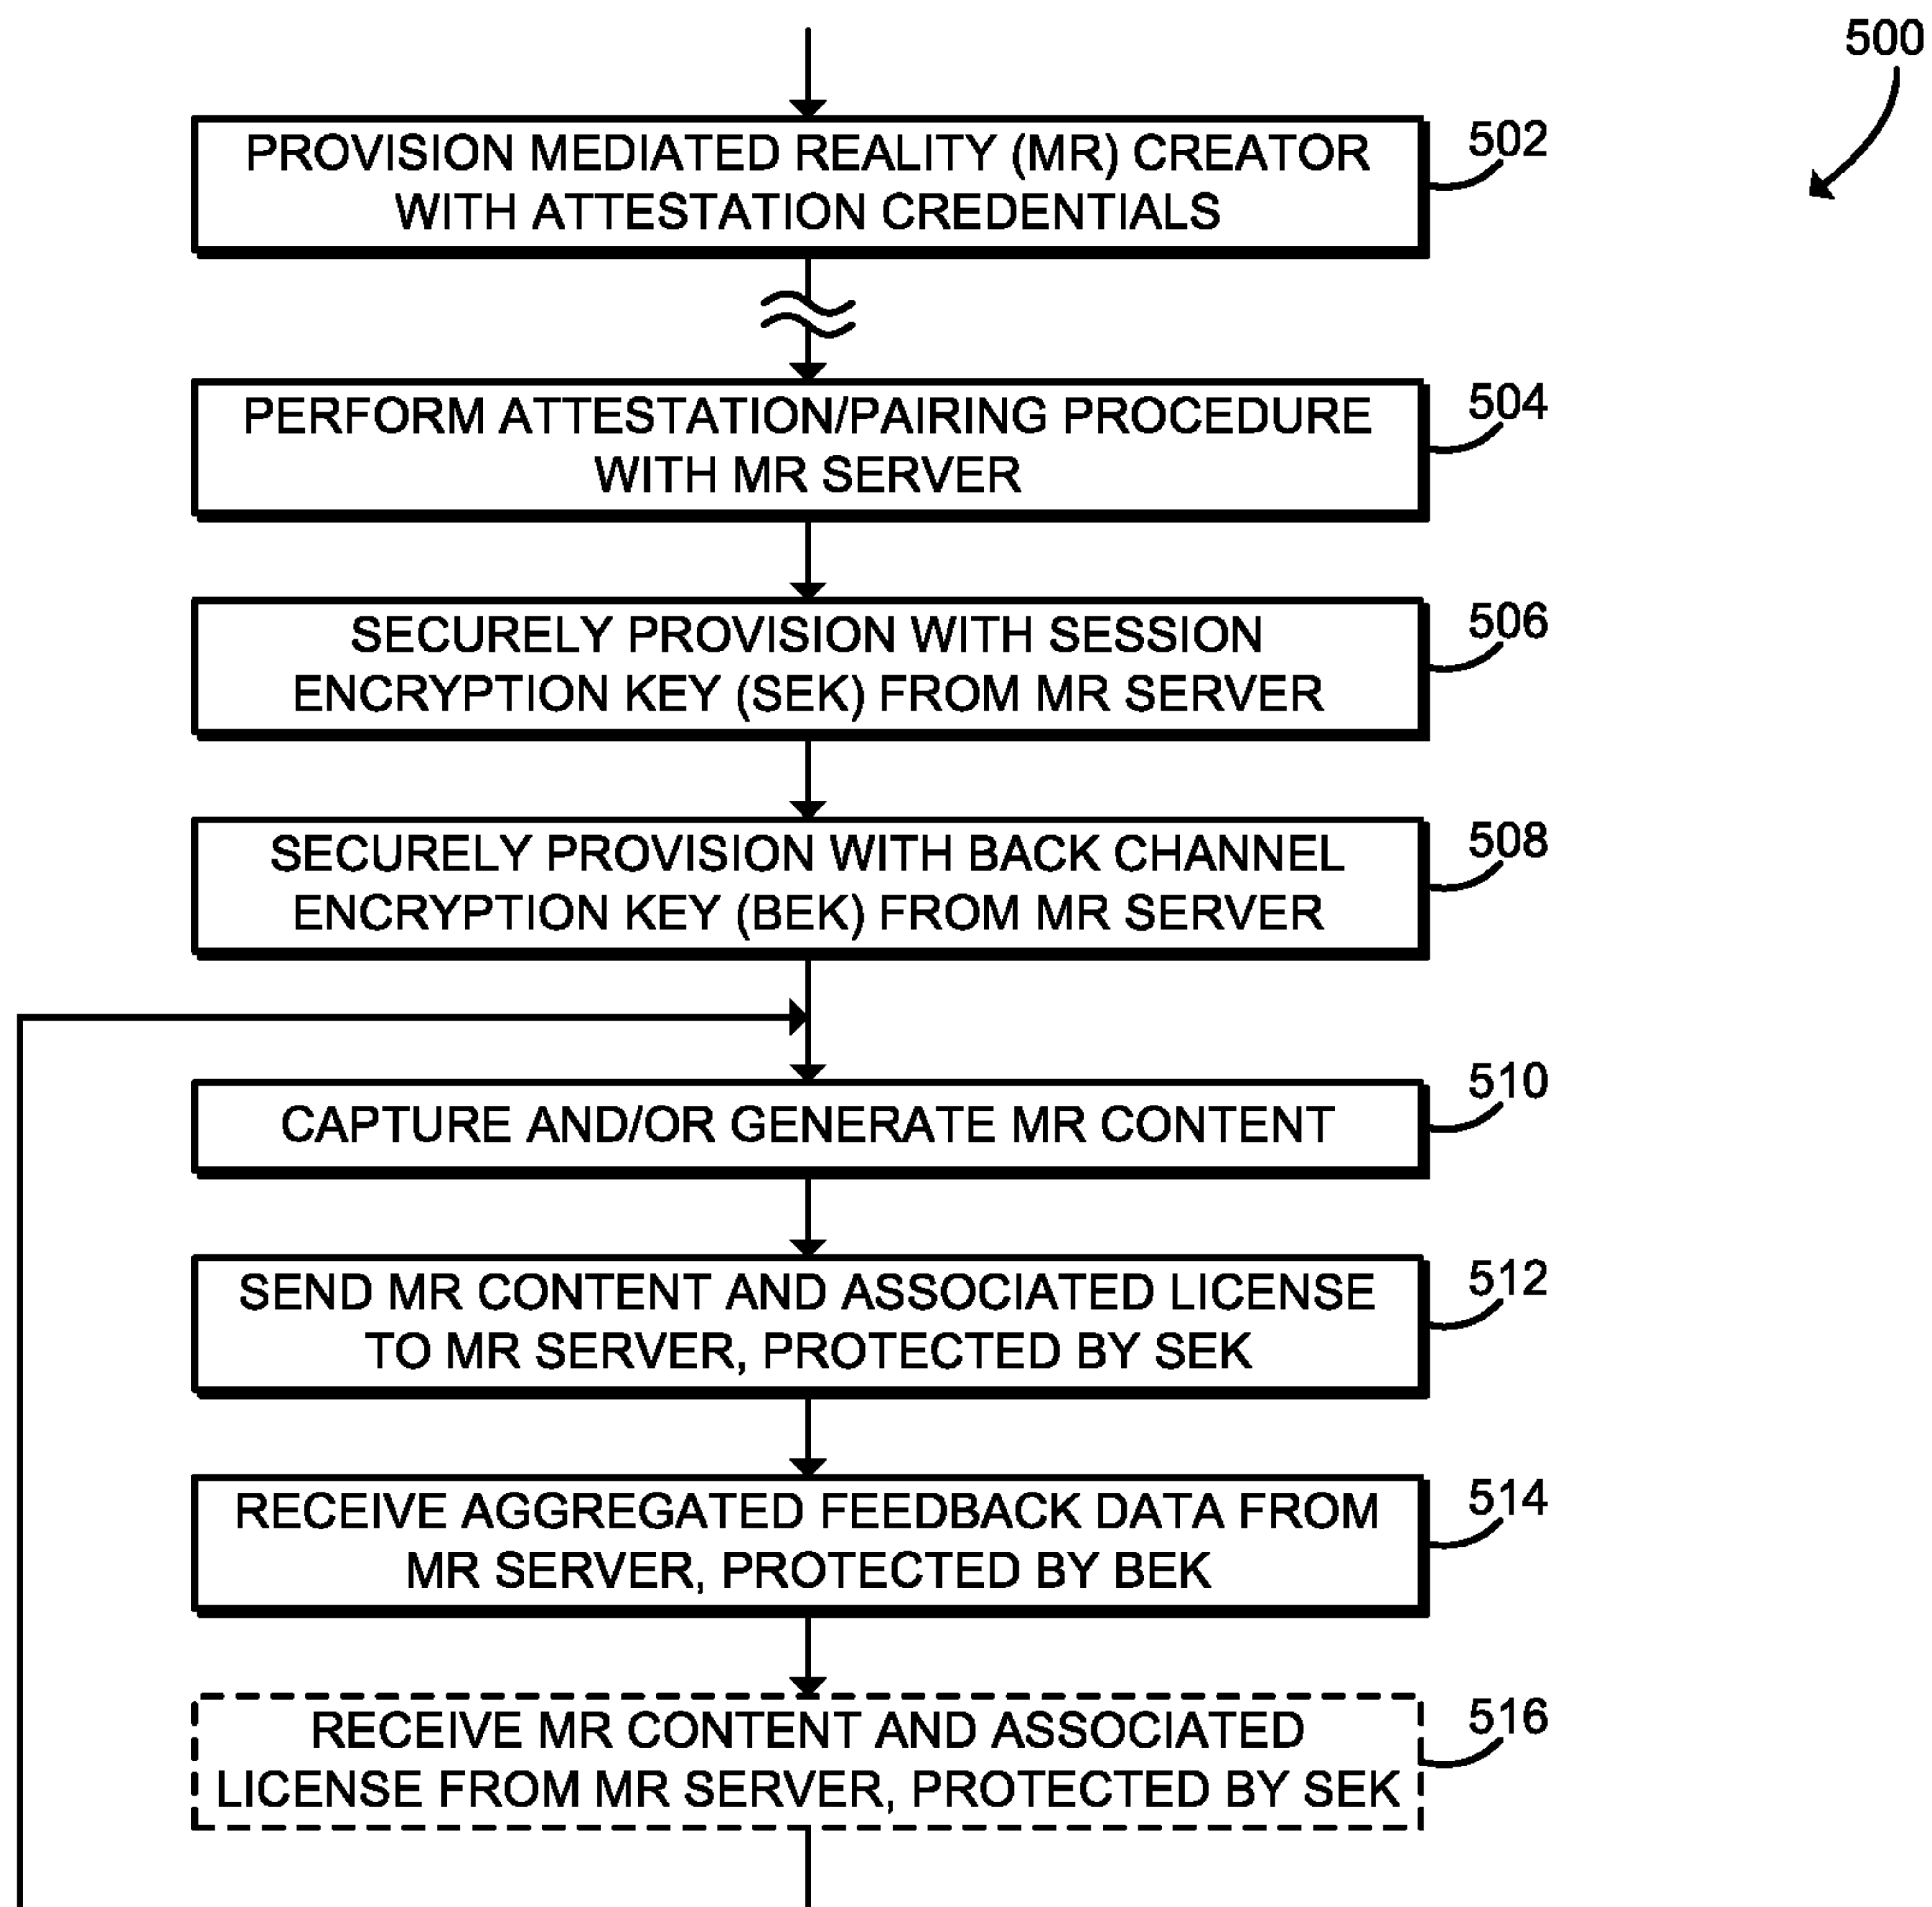 500
PROVISION MEDIATED REALITY (MR) CREATOR
WITH ATTESTATION CREDENTIALS
502
PERFORM ATTESTATION/PAIRING PROCEDURE
WITH MR SERVER
504
SECURELY PROVISION WITH SESSION
ENCRYPTION KEY (SEK) FROM MR SERVER
506
SECURELY PROVISION WITH BACK CHANNEL
ENCRYPTION KEY (BEK) FROM MR SERVER
508
CAPTURE AND/OR GENERATE MR CONTENT
510
SEND MR CONTENT AND ASSOCIATED LICENSE
TO MR SERVER, PROTECTED BY SEK
512
RECEIVE AGGREGATED FEEDBACK DATA FROM
MR SERVER, PROTECTED BY BEK
514
RECEIVE MR CONTENT AND ASSOCIATED
LICENSE FROM MR SERVER, PROTECTED BY SEK
516